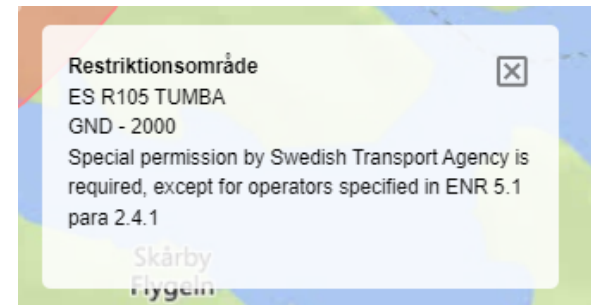 Restriktionsområde
ES R105 TUMBA
GND - 2000
Special permission by Swedish Transport Agency is
required, except for operators specified in ENR 5.1
para 2.4.1
Skårby
Flygeln